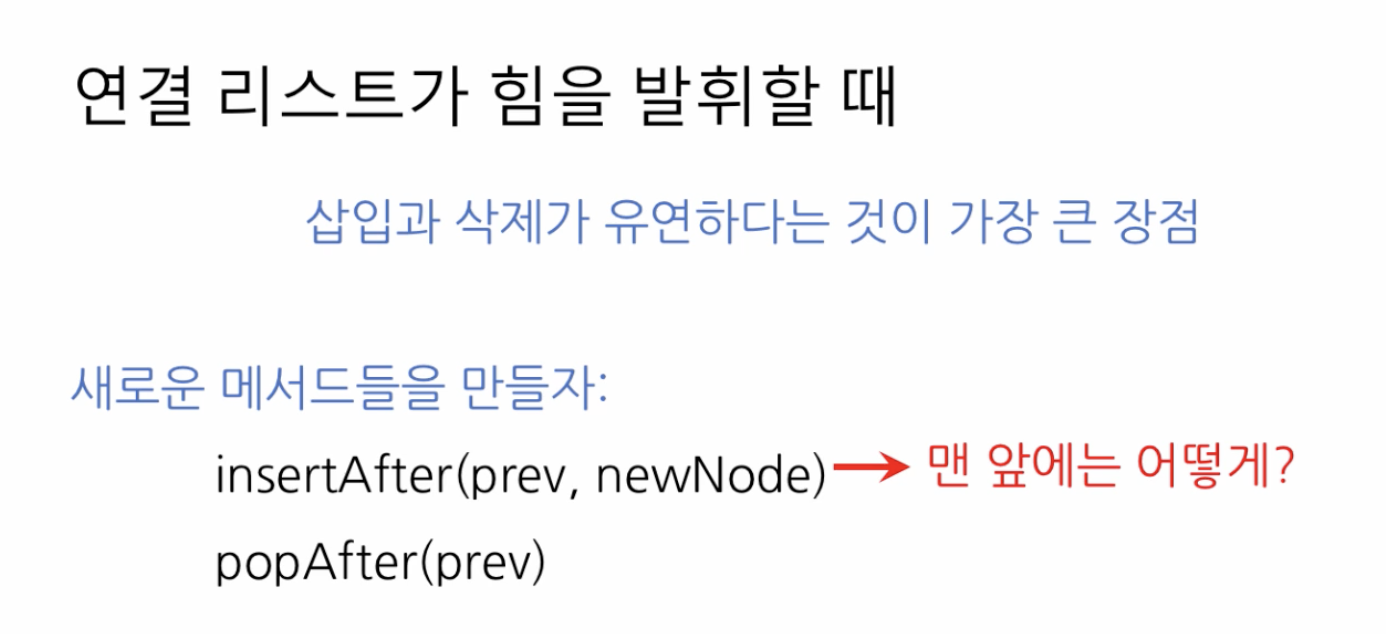 연결 리스트가 힘을 발휘할 때
삽입과 삭제가 유연하다는 것이 가장 큰 장점
새로운 메서드들을 만들자:
insertAfter(prev, newNode) → 맨 앞에는 어떻게?
popAfter(prev)